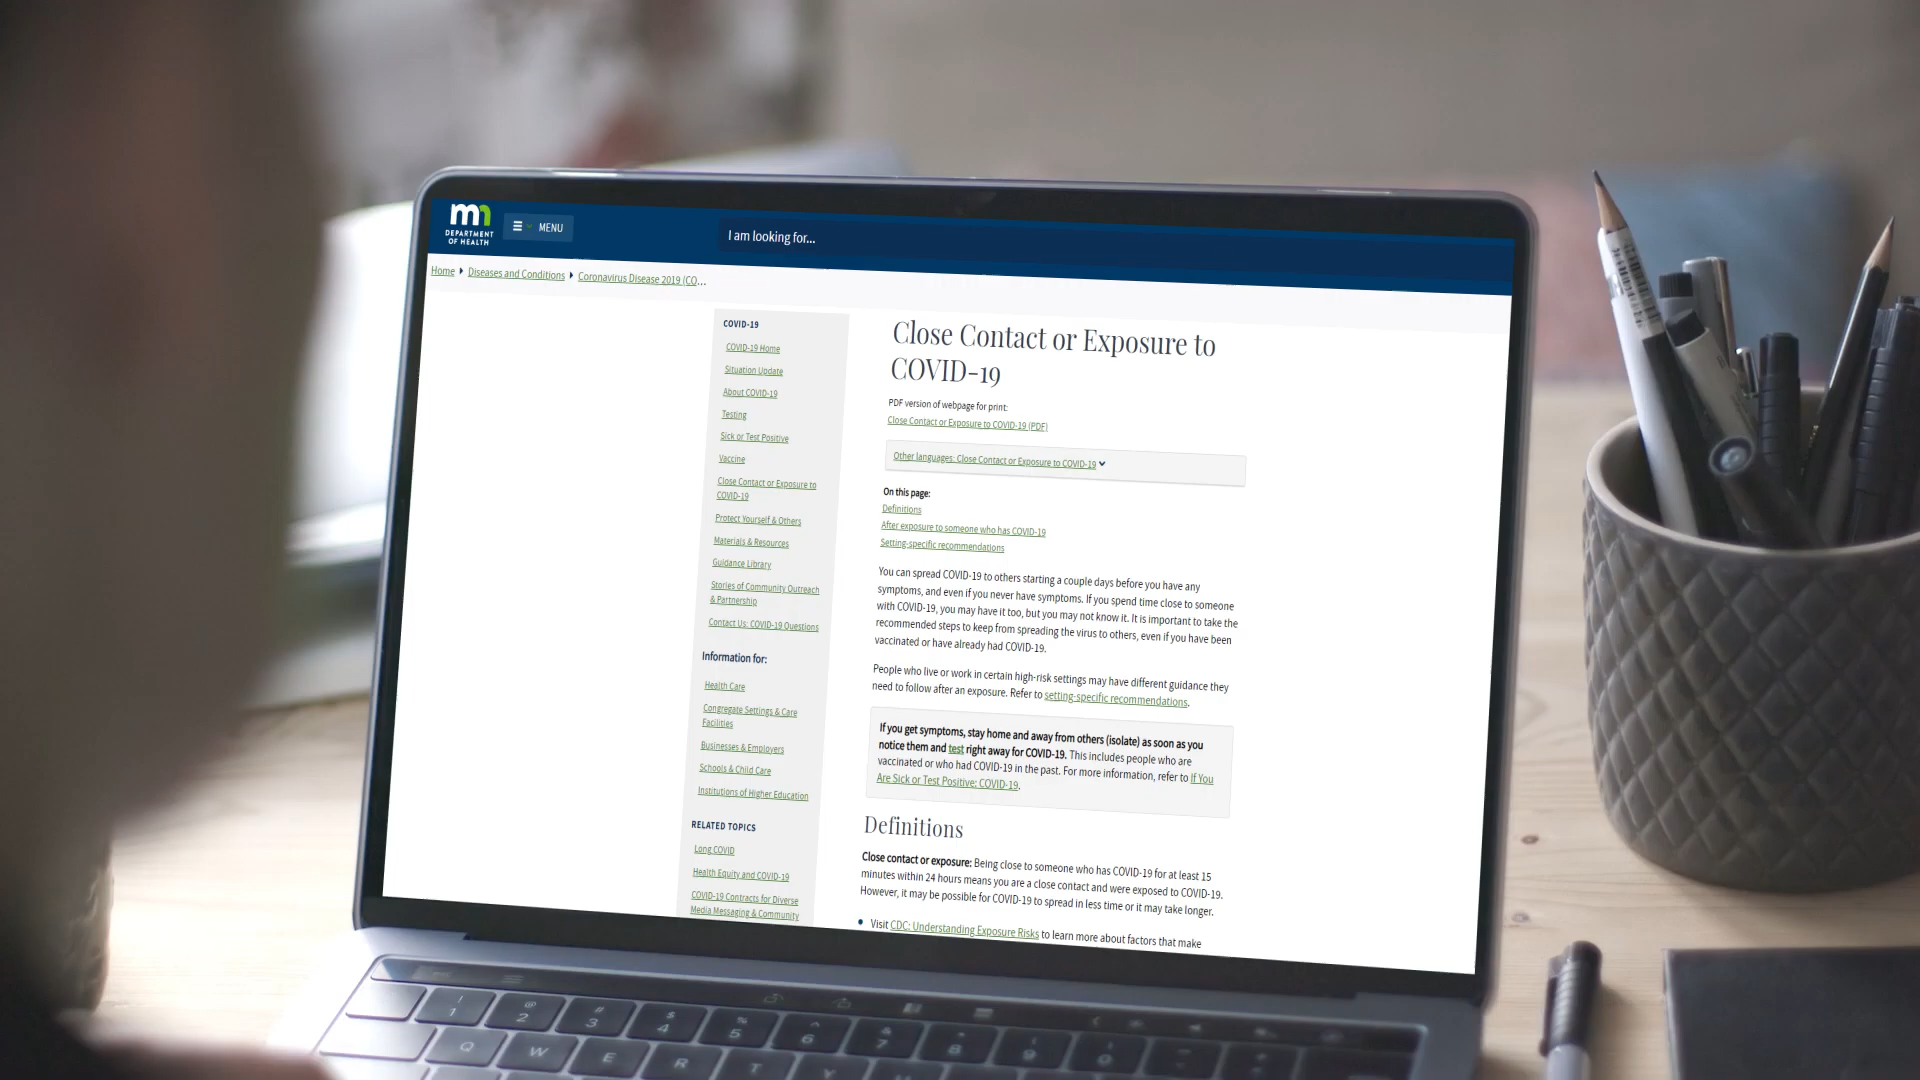 mn
DEPARTMENT
OF HEALTH
MENU
I am looking for...
Home
Diseases and Conditions
Coronavirus Disease 2019 (CO...
COVID-19
COVID-19 Home
Situation Update
About COVID-19
Testing
Sick or Test Positive
Vaccine
Close Contact or Exposure to
COVID-19
Protect Yourself & Others
Materials & Resources
Guidance Library
Stories of Community Outreach
& Partnership
Contact Us: COVID-19 Questions
Information for:
Health Care
Congregate Settings & Care
Facilities
Businesses & Employers
Schools & Child Care
Institutions of Higher Education
RELATED TOPICS
Long COVID
Health Equity and COVID-19
COVID-19 Contracts for Diverse
Media Messaging & Community
Close Contact or Exposure to
COVID-19
PDF version of webpage for print:
Close Contact or Exposure to COVID-19 (PDF)
Other languages: Close Contact or Exposure to COVID-19
On this page:
Definitions
After exposure to someone who has COVID-19
Setting-specific recommendations
You can spread COVID-19 to others starting a couple days before you have any
symptoms, and even if you never have symptoms. If you spend time close to someone
with COVID-19, you may have it too, but you may not know it. It is important to take the
recommended steps to keep from spreading the virus to others, even if you have been
vaccinated or have already had COVID-19.
People who live or work in certain high-risk settings may have different guidance they
need to follow after an exposure. Refer to setting-specific recommendations.
If you get symptoms, stay home and away from others (isolate) as soon as you
notice them and test right away for COVID-19. This includes people who are
vaccinated or who had COVID-19 in the past. For more information, refer to If You
Are Sick or Test Positive: COVID-19.
Definitions
Close contact or exposure: Being close to someone who has COVID-19 for at least 15
minutes within 24 hours means you are a close contact and were exposed to COVID-19.
However, it may be possible for COVID-19 to spread in less time or it may take longer.
Visit CDC: Understanding Exposure Risks to learn more about factors that make
! @ # $ % ^ & *
1 2 3 4 5 6 7 8 9 0
Q W E R T Y